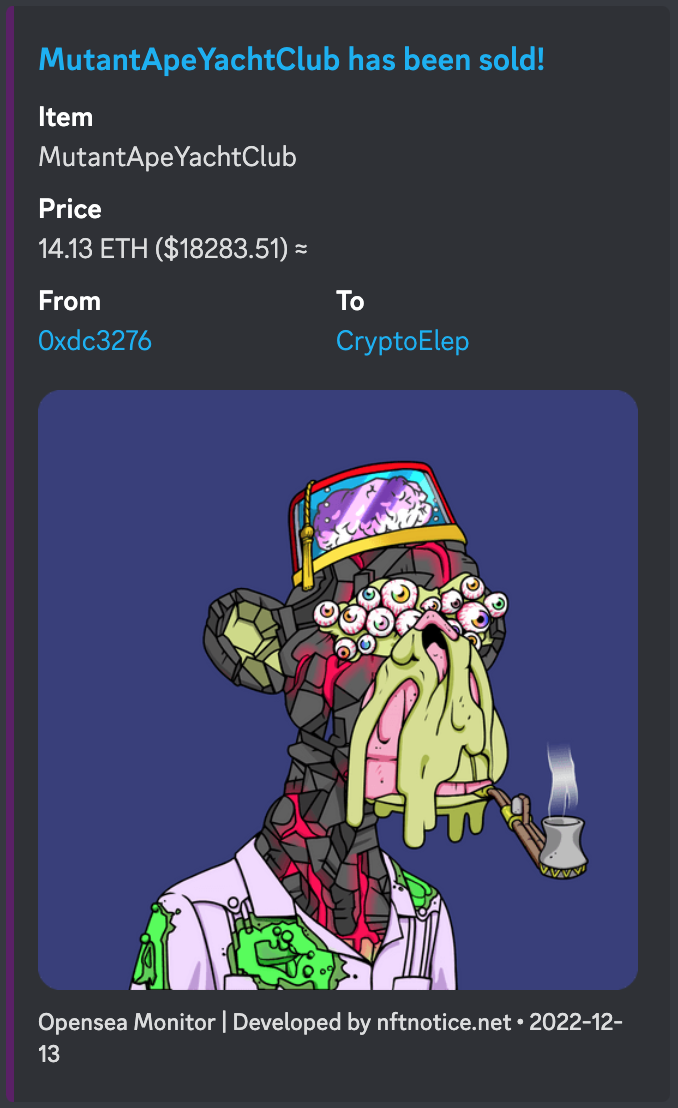 MutantApeYachtClub has been sold!
Item
MutantApeYachtClub
Price
14.13 ETH ($18283.51) ≈
From To
0xdc3276 CryptoElep
Opensea Monitor | Developed by nftnotice.net • 2022-12-
13